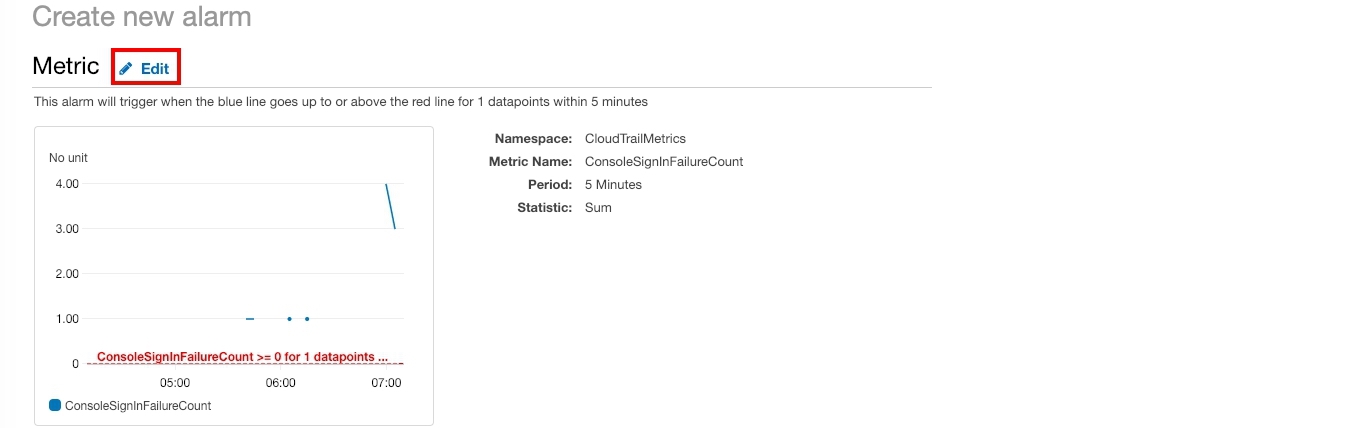 Create new alarm
Metric Edit
This alarm will trigger when the blue line goes up to or above the red line for 1 datapoints within 5 minutes
No unit
4.00
3.00
2.00
1.00
0
ConsoleSignInFailureCount >= 0 for 1 datapoints ...
05:00 06:00 07:00
ConsoleSignInFailureCount
Namespace: CloudTrailMetrics
Metric Name: ConsoleSignInFailureCount
Period: 5 Minutes
Statistic: Sum